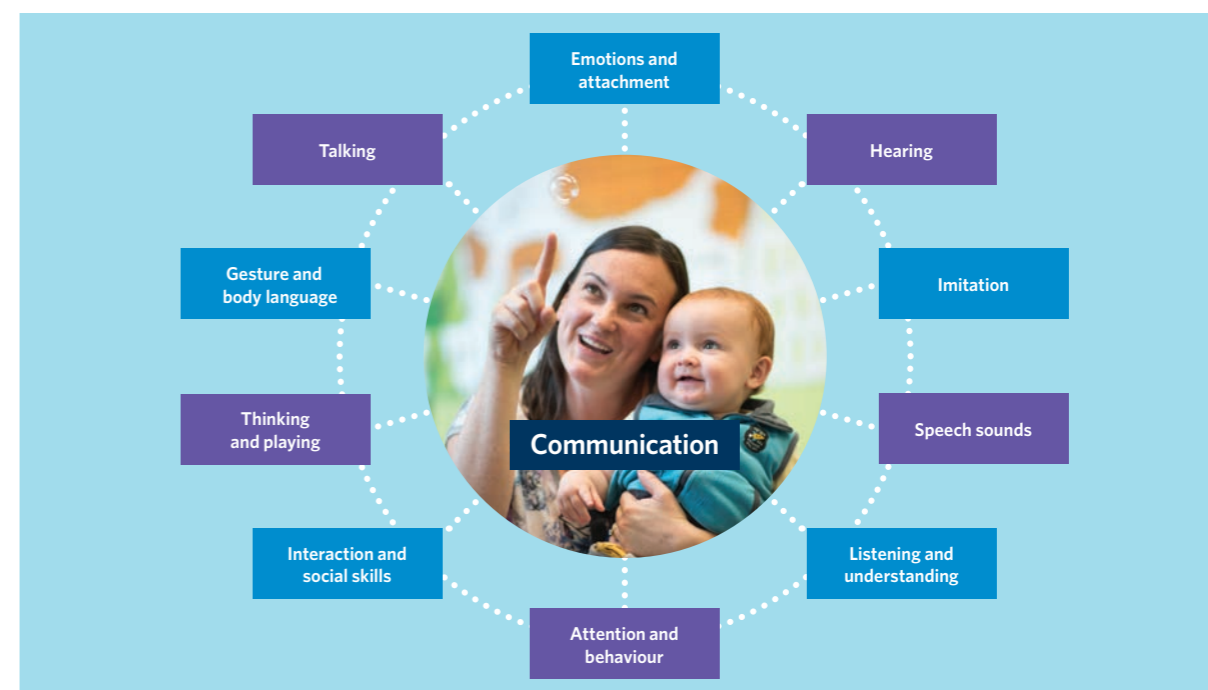 Emotions and
attachment
Talking
Hearing
Gesture and
body language
Imitation
Communication
Thinking
and playing
Speech sounds
Interaction and
social skills
Listening and
understanding
Attention and
behaviour